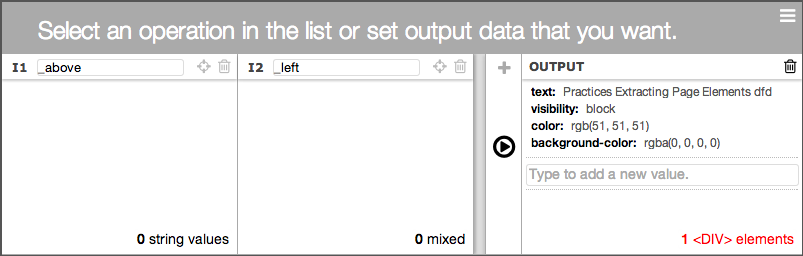 Select an operation in the list or set output data that you want.
I1 _above
I2 _left
OUTPUT
text: Practices Extracting Page Elements dfd
visibility: block
color: rgb(51, 51, 51)
background-color: rgba(0, 0, 0, 0)
Type to add a new value.
0 string values
0 mixed
1 <DIV> elements